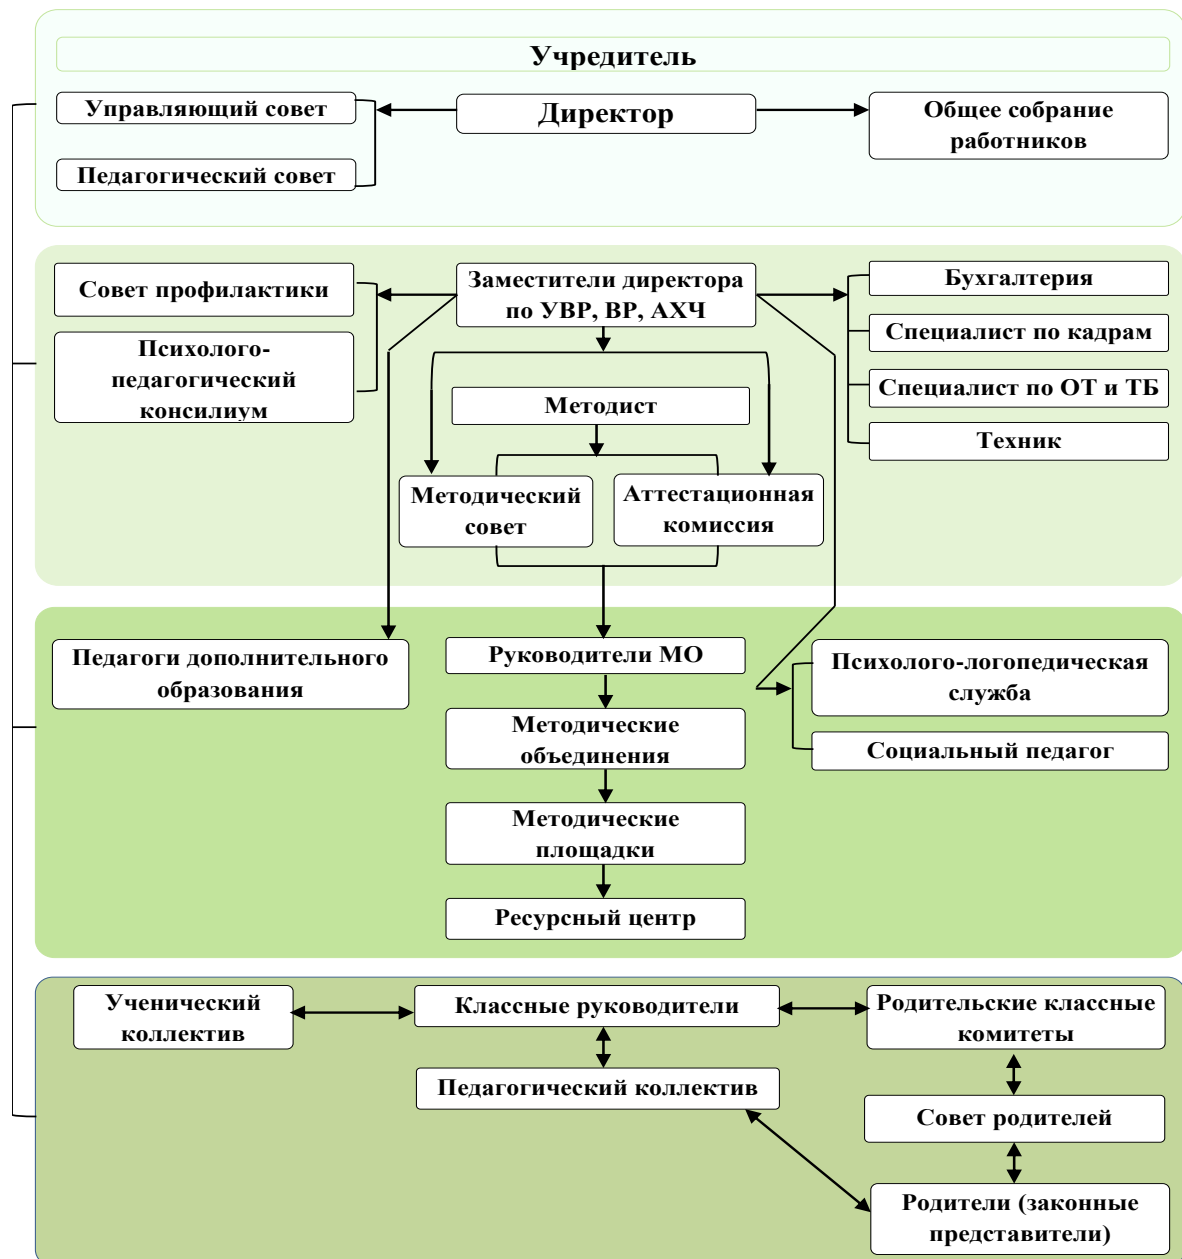 Учредитель
Управляющий совет
Директор
Общее собрание
работников
Педагогический совет
Совет профилактики
Заместители директора
по УВР, ВР, АХЧ
Бухгалтерия
Специалист по кадрам
Психолого-
педагогический
консилиум
Специалист по ОТ и ТБ
Методист
Техник
Методический
совет
Аттестационная
комиссия
Педагоги дополнительного
образования
Руководители МО
Психолого-логопедическая
служба
Методические
объединения
Социальный педагог
Методические
площадки
Ресурсный центр
Ученический
коллектив
Классные руководители
Родительские классные
комитеты
Педагогический коллектив
Совет родителей
Родители (законные
представители)